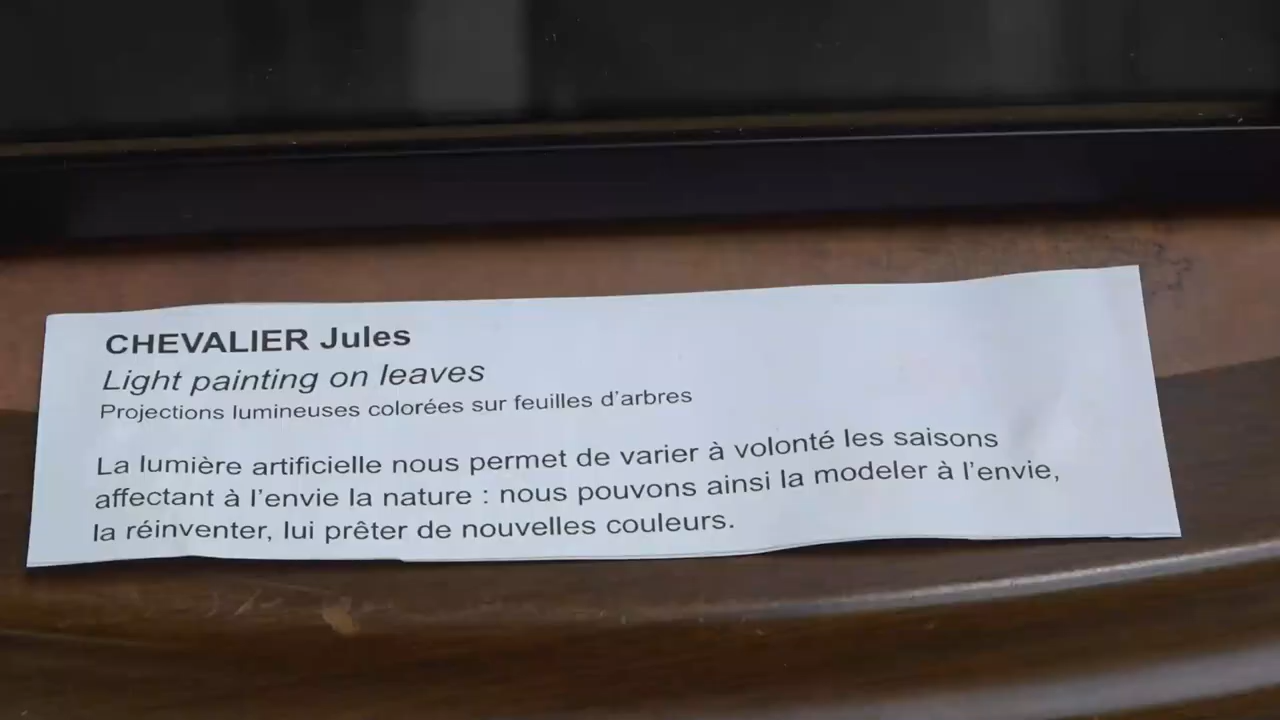 CHEVALIER Jules
Light painting on leaves
Projections lumineuses colorées sur feuilles d'arbres
La lumière artificielle nous permet de varier à volonté les saisons
affectant à l'envie la nature : nous pouvons ainsi la modeler à l'envie,
la réinventer, lui prêter de nouvelles couleurs.